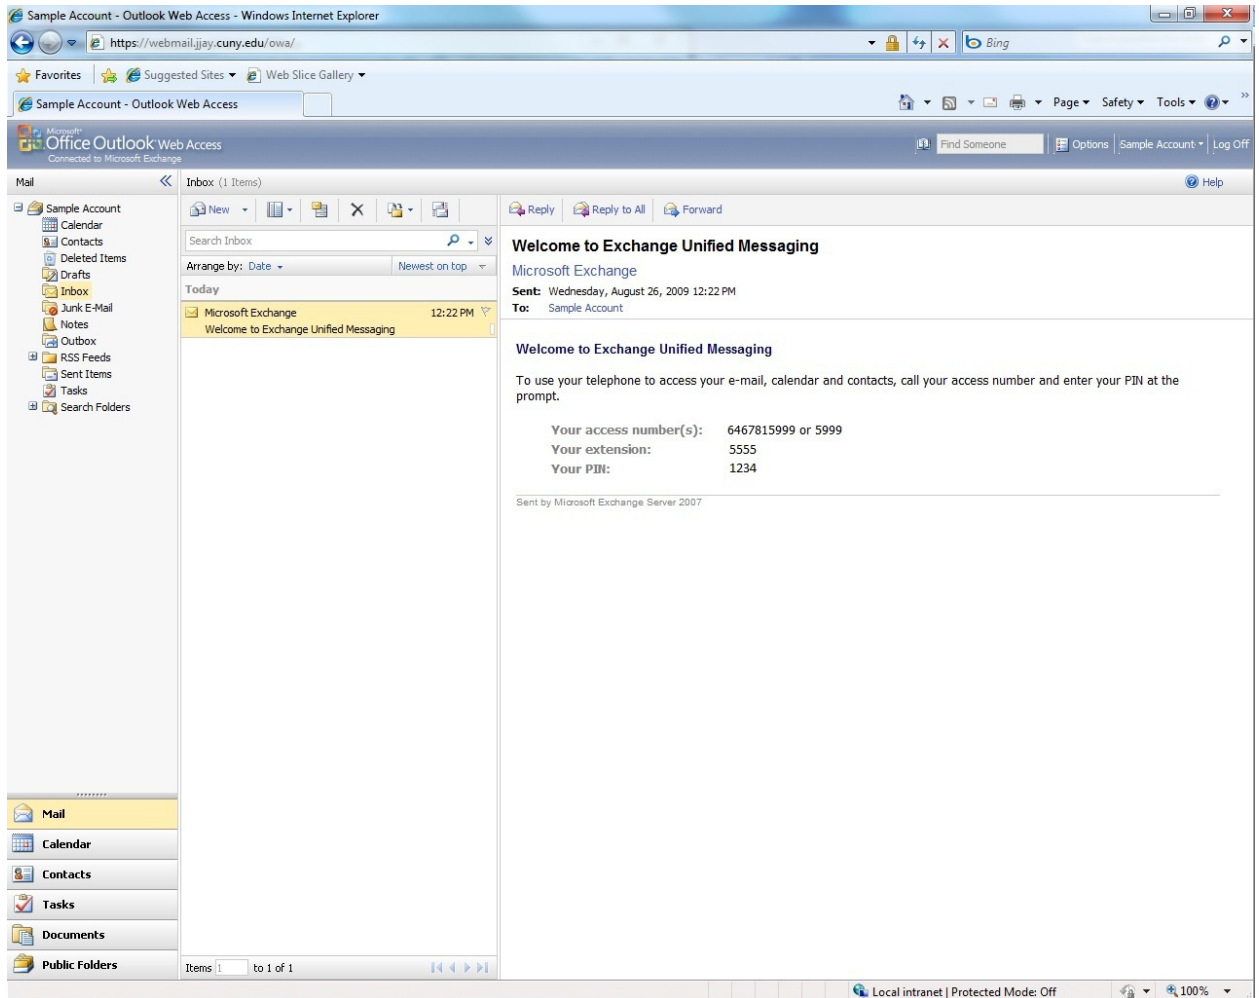 Sample Account - Outlook Web Access - Windows Internet Explorer
https://webmail.jjay.cuny.edu/owa/
Bing
Favorites
Suggested Sites
Web Slice Gallery
Sample Account - Outlook Web Access
Page
Safety
Tools
Microsoft
Office Outlook Web Access
Connected to Microsoft Exchange
Find Someone
Options
Sample Account
Log Off
Mail
Inbox (1 Items)
Help
Sample Account
Calendar
Contacts
Deleted Items
Drafts
Inbox
Junk E-Mail
Notes
Outbox
RSS Feeds
Sent Items
Tasks
Search Folders
New
Search Inbox
Arrange by: Date
Newest on top
Today
Microsoft Exchange 12:22 PM
Welcome to Exchange Unified Messaging
Reply
Reply to All
Forward
Welcome to Exchange Unified Messaging
Microsoft Exchange
Sent: Wednesday, August 26, 2009 12:22 PM
To: Sample Account
Welcome to Exchange Unified Messaging
To use your telephone to access your e-mail, calendar and contacts, call your access number and enter your PIN at the
prompt.
Your access number(s): 6467815999 or 5999
Your extension: 5555
Your PIN: 1234
Sent by Microsoft Exchange Server 2007
Mail
Calendar
Contacts
Tasks
Documents
Public Folders
Items 1 to 1 of 1
Local intranet | Protected Mode: Off
100%